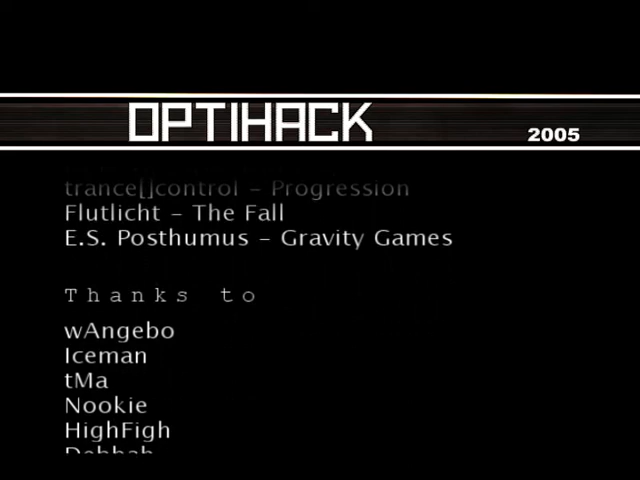 OPTIHACK
2005
trance[]control - Progression
Flutlicht - The Fall
E.S. Posthumus - Gravity Games
Thanks to
wAngebo
Iceman
tMa
Nookie
HighFigh